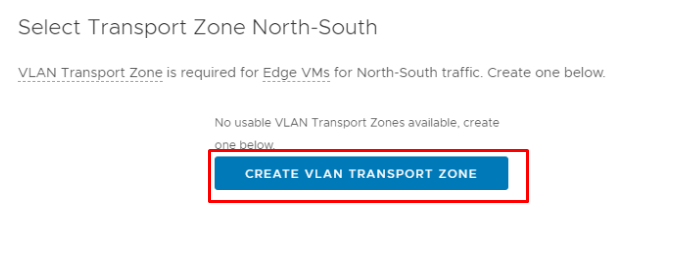 Select Transport Zone North-South
VLAN Transport Zone is required for Edge VMs for North-South traffic. Create one below.
No usable VLAN Transport Zones available, create
one below.
CREATE VLAN TRANSPORT ZONE